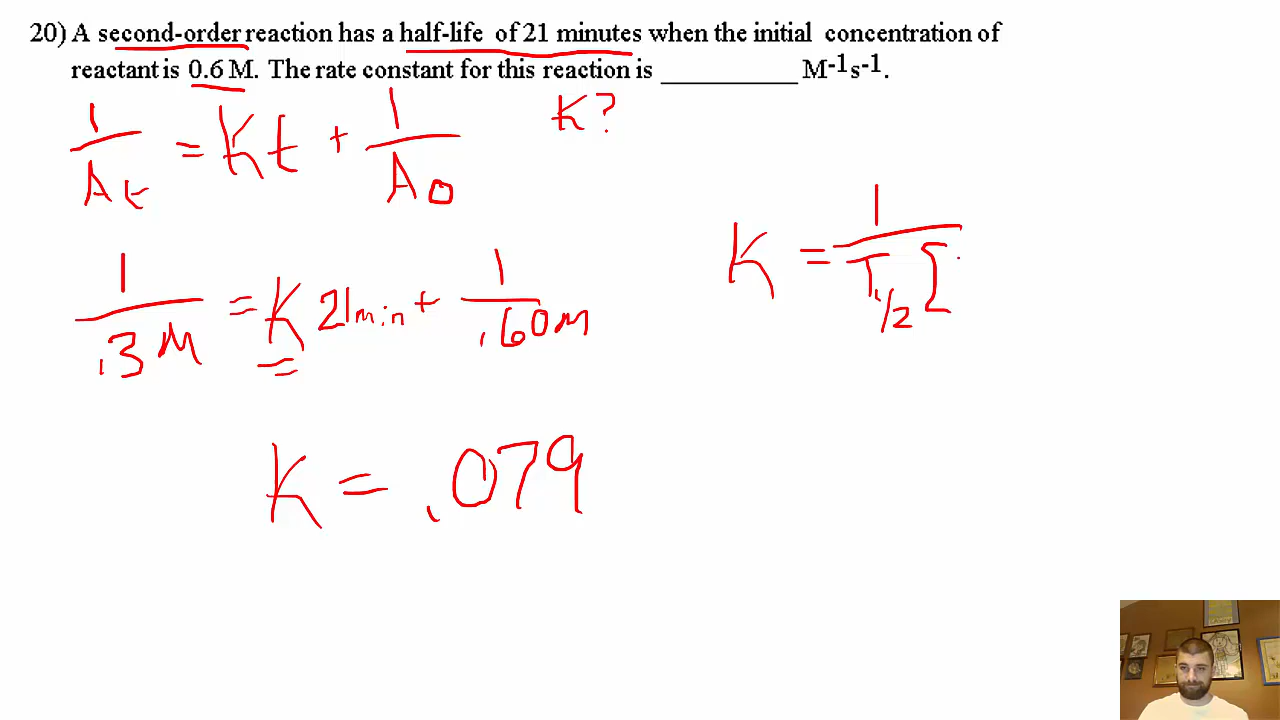 20) A second-order reaction has a half-life of 21 minutes when the initial concentration of
reactant is 0.6 M. The rate constant for this reaction is __________ M-1s-1.
K?
1/At = Kt + 1/A0
1/.3 M = K 21min + 1/.60M
K = .079
K = 1/T1/2 [